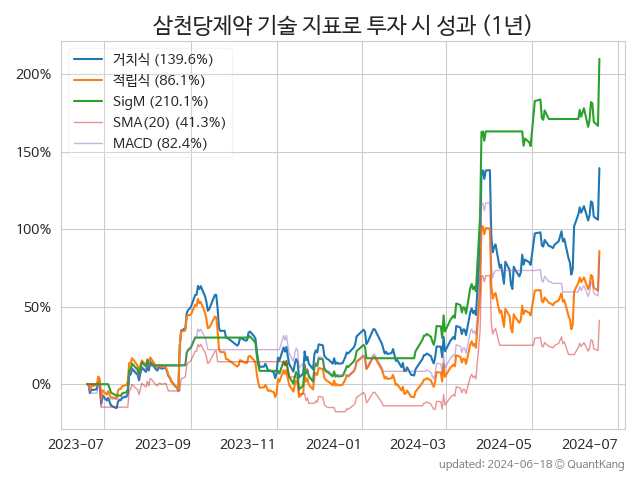 삼천당제약 기술 지표로 투자 시 성과 (1년)
거치식 (139.6%)
적립식 (86.1%)
SigM (210.1%)
SMA(20) (41.3%)
MACD (82.4%)
200%
150%
100%
50%
0%
2023-07 2023-09 2023-11 2024-01 2024-03 2024-05 2024-07
updated: 2024-06-18 ⓒ QuantKang